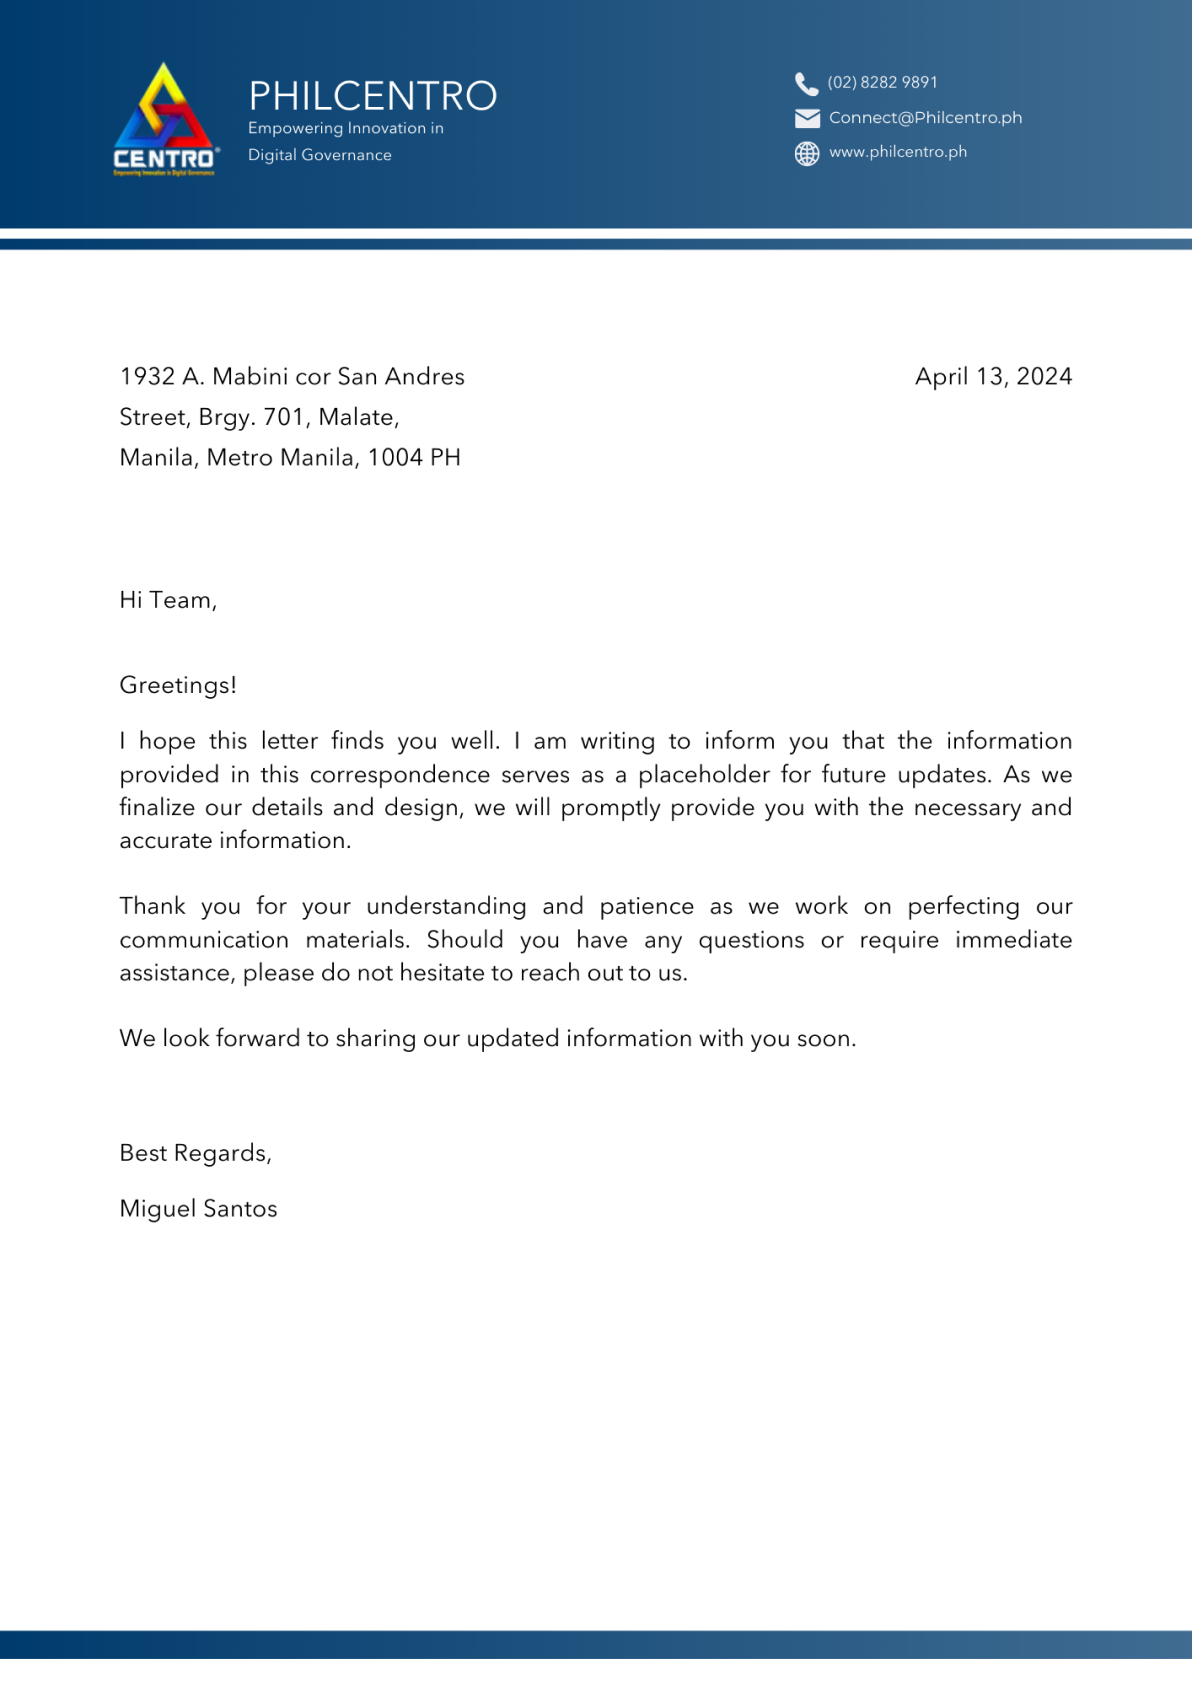 CENTRO®
Empowering Innovation in Digital Governance
PHILCENTRO
Empowering Innovation in
Digital Governance
(02) 8282 9891
Connect@Philcentro.ph
www.philcentro.ph
1932 A. Mabini cor San Andres
Street, Brgy. 701, Malate,
Manila, Metro Manila, 1004 PH
April 13, 2024
Hi Team,
Greetings!
I hope this letter finds you well. I am writing to inform you that the information
provided in this correspondence serves as a placeholder for future updates. As we
finalize our details and design, we will promptly provide you with the necessary and
accurate information.
Thank you for your understanding and patience as we work on perfecting our
communication materials. Should you have any questions or require immediate
assistance, please do not hesitate to reach out to us.
We look forward to sharing our updated information with you soon.
Best Regards,
Miguel Santos